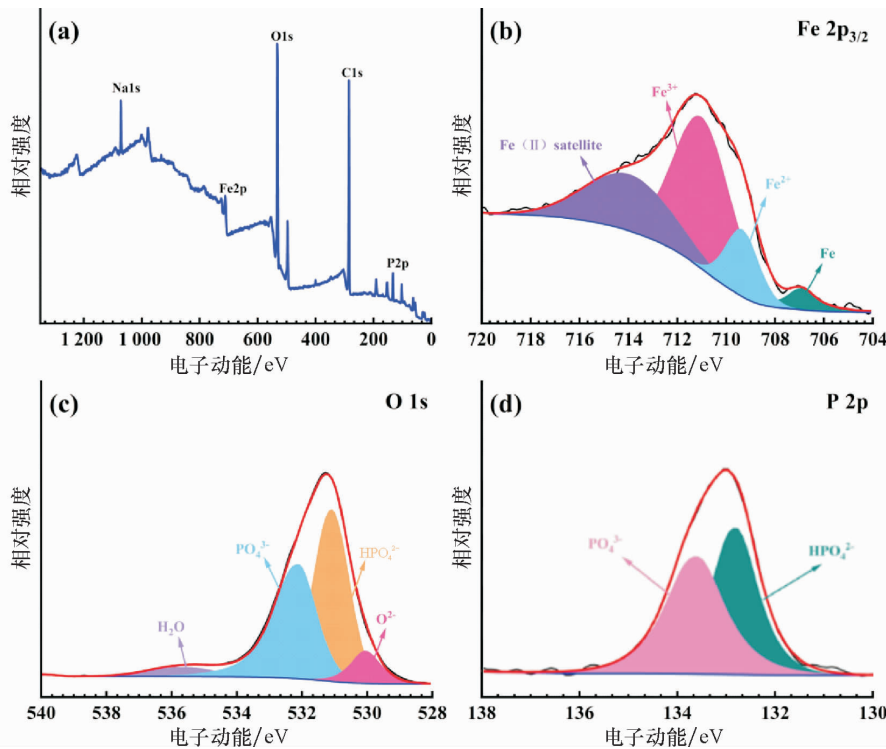 (a)
O1s
C1s
Na1s
Fe2p
P2p
相对强度
1 200 1 000 800 600 400 200 0
电子动能/eV
(b)
Fe 2p3/2
Fe3+
Fe（II）satellite
Fe2+
Fe
相对强度
720 718 716 714 712 710 708 706 704
电子动能/eV
(c)
O 1s
PO43-
HPO42-
H2O
O2-
相对强度
540 538 536 534 532 530 528
电子动能/eV
(d)
P 2p
PO43-
HPO42-
相对强度
138 136 134 132 130
电子动能/eV